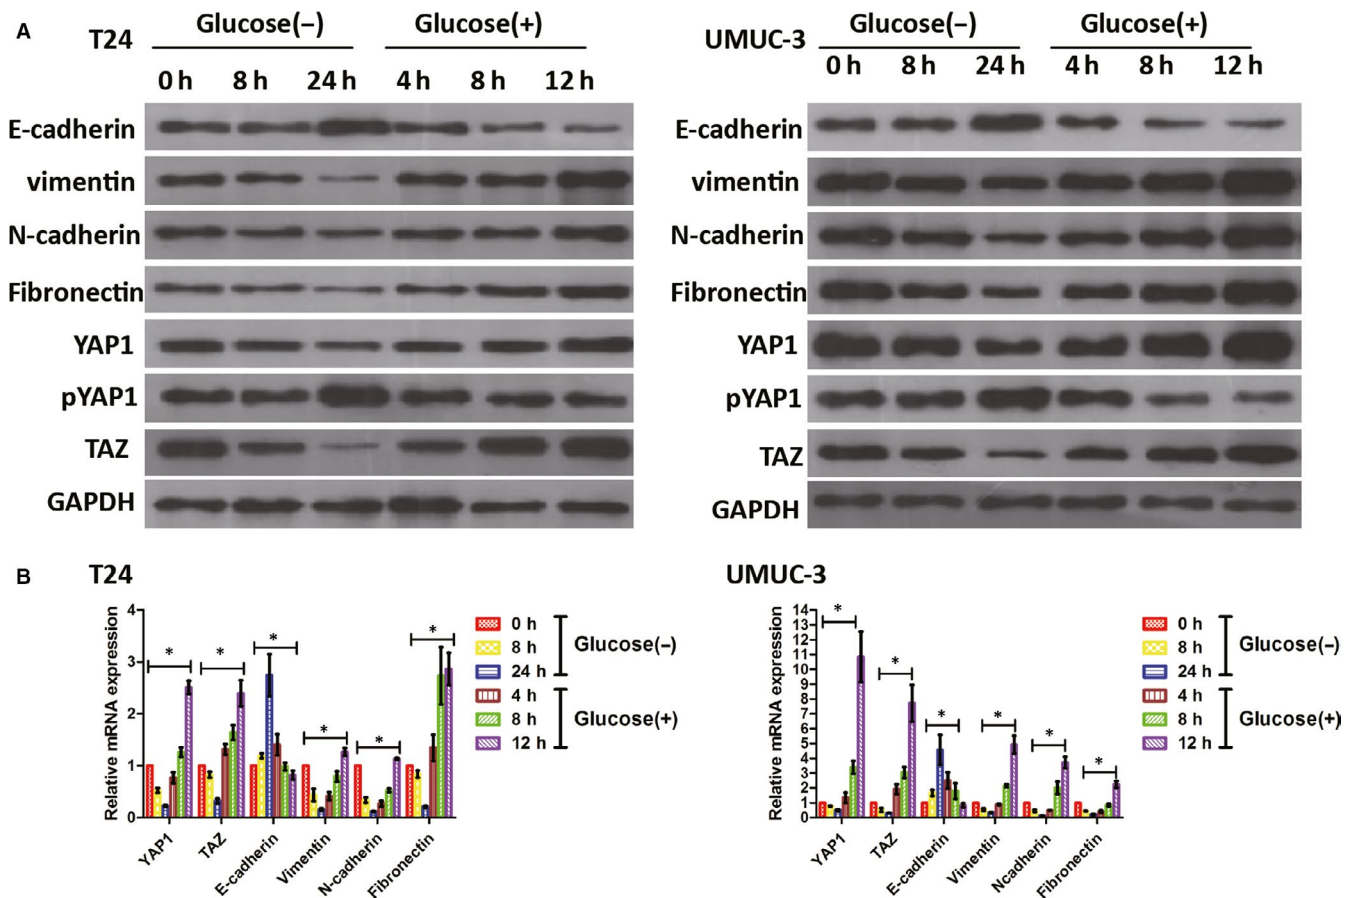 A
T24
Glucose(−)
Glucose(+)
0 h
8 h
24 h
4 h
8 h
12 h
E-cadherin
vimentin
N-cadherin
Fibronectin
YAP1
pYAP1
TAZ
GAPDH
UMUC-3
Glucose(−)
Glucose(+)
0 h
8 h
24 h
4 h
8 h
12 h
E-cadherin
vimentin
N-cadherin
Fibronectin
YAP1
pYAP1
TAZ
GAPDH
B
T24
Relative mRNA expression
4
3
2
1
0
*
*
*
*
*
*
YAP1
TAZ
E-cadherin
Vimentin
N-cadherin
Fibronectin
0 h
8 h
24 h
Glucose(−)
4 h
8 h
12 h
Glucose(+)
UMUC-3
Relative mRNA expression
14
13
12
11
10
9
8
7
6
5
4
3
2
1
0
*
*
*
*
*
*
YAP1
TAZ
E-cadherin
Vimentin
Ncadherin
Fibronectin
0 h
8 h
24 h
Glucose(−)
4 h
8 h
12 h
Glucose(+)